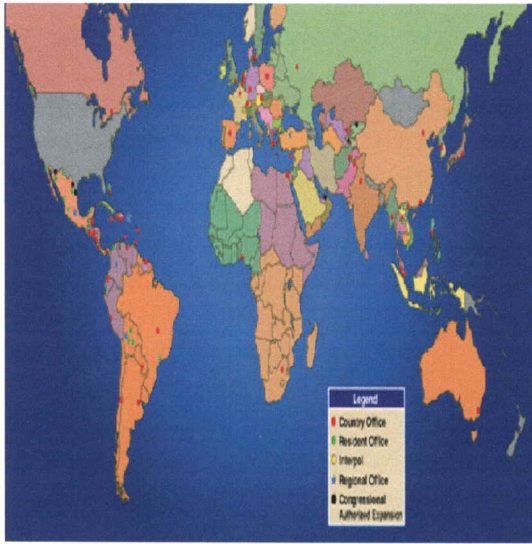 Legend
Country Office
Resident Office
Interpol
Regional Office
Congressional
Authorized Expansion